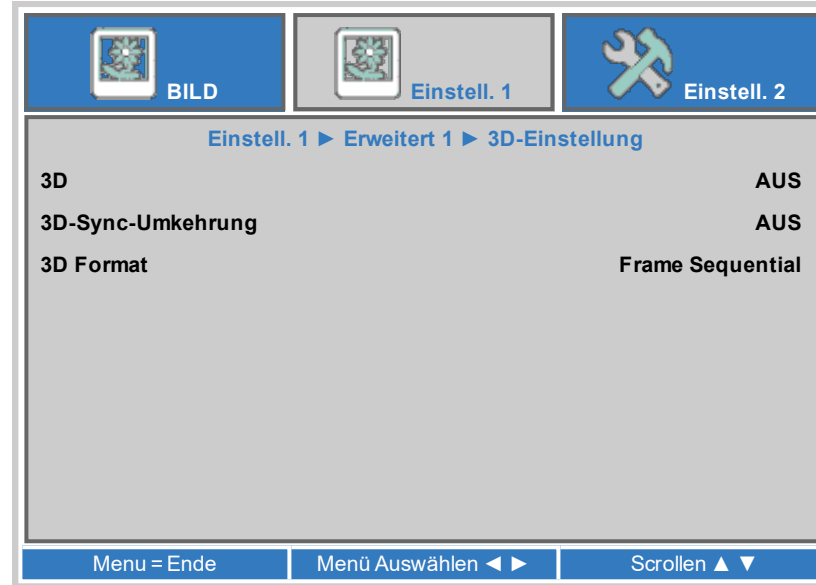 BILD Einstell. 1 Einstell. 2
Einstell. 1 ► Erweitert 1 ► 3D-Einstellung
3D AUS
3D-Sync-Umkehrung AUS
3D Format Frame Sequential
Menu = Ende Menü Auswählen ◄ ► Scrollen ▲ ▼